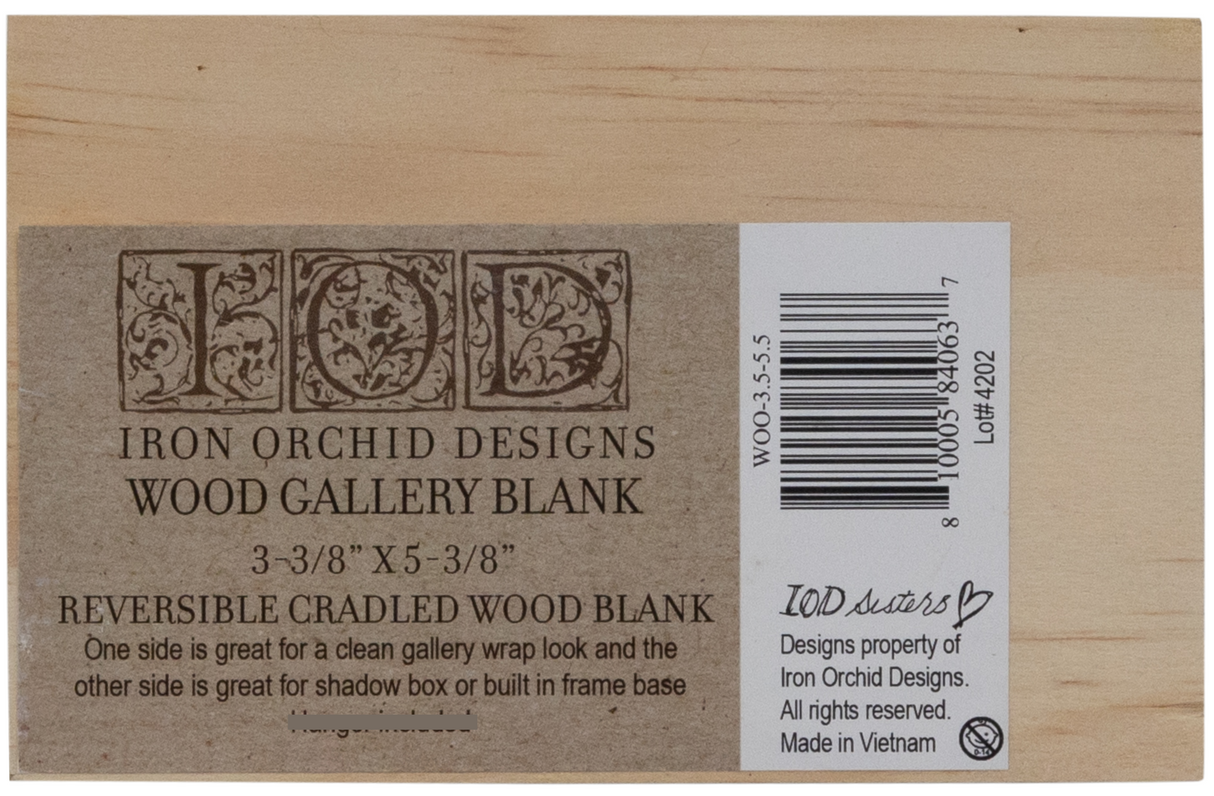 IOD
IRON ORCHID DESIGNS
WOOD GALLERY BLANK
3-3/8” X 5-3/8”
REVERSIBLE CRADLED WOOD BLANK
One side is great for a clean gallery wrap look and the
other side is great for shadow box or built in frame base
WOO-3.5-5.5
8 10005 84063 7
Lot# 4202
IOD sisters
Designs property of
Iron Orchid Designs.
All rights reserved.
Made in Vietnam